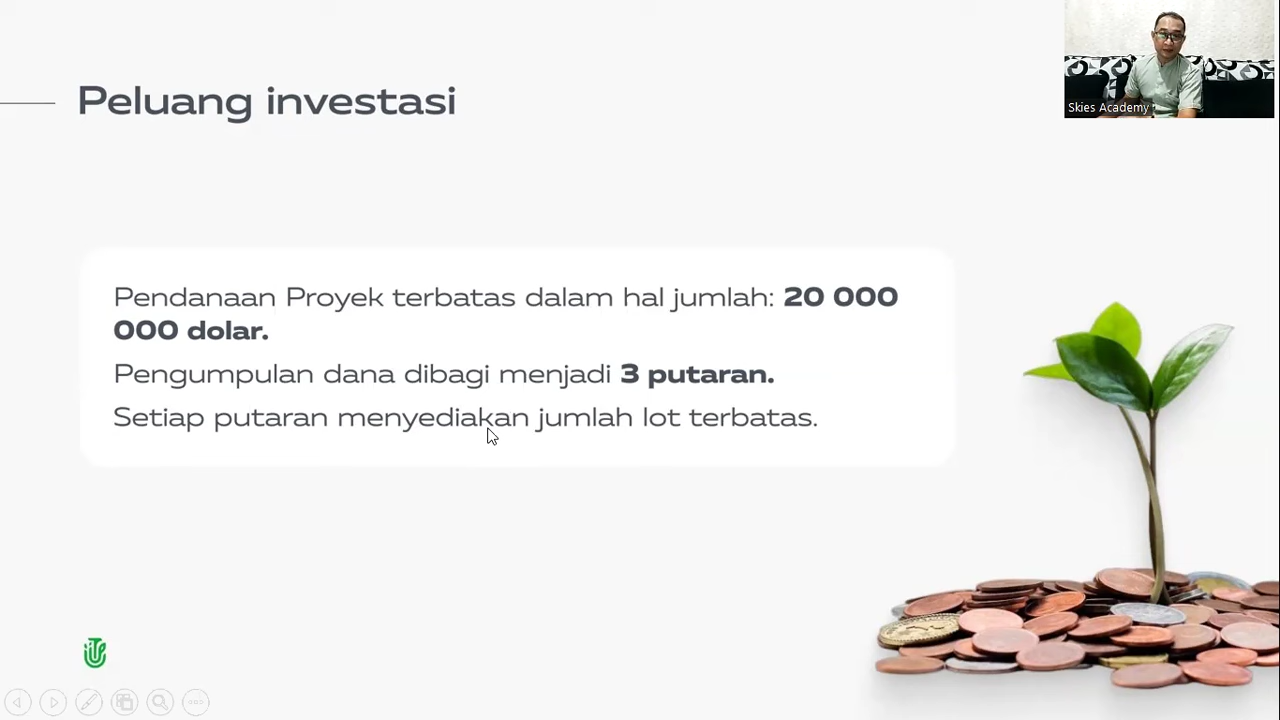 Peluang investasi
Skies Academy
Pendanaan Proyek terbatas dalam hal jumlah: 20 000
000 dolar.
Pengumpulan dana dibagi menjadi 3 putaran.
Setiap putaran menyediakan jumlah lot terbatas.